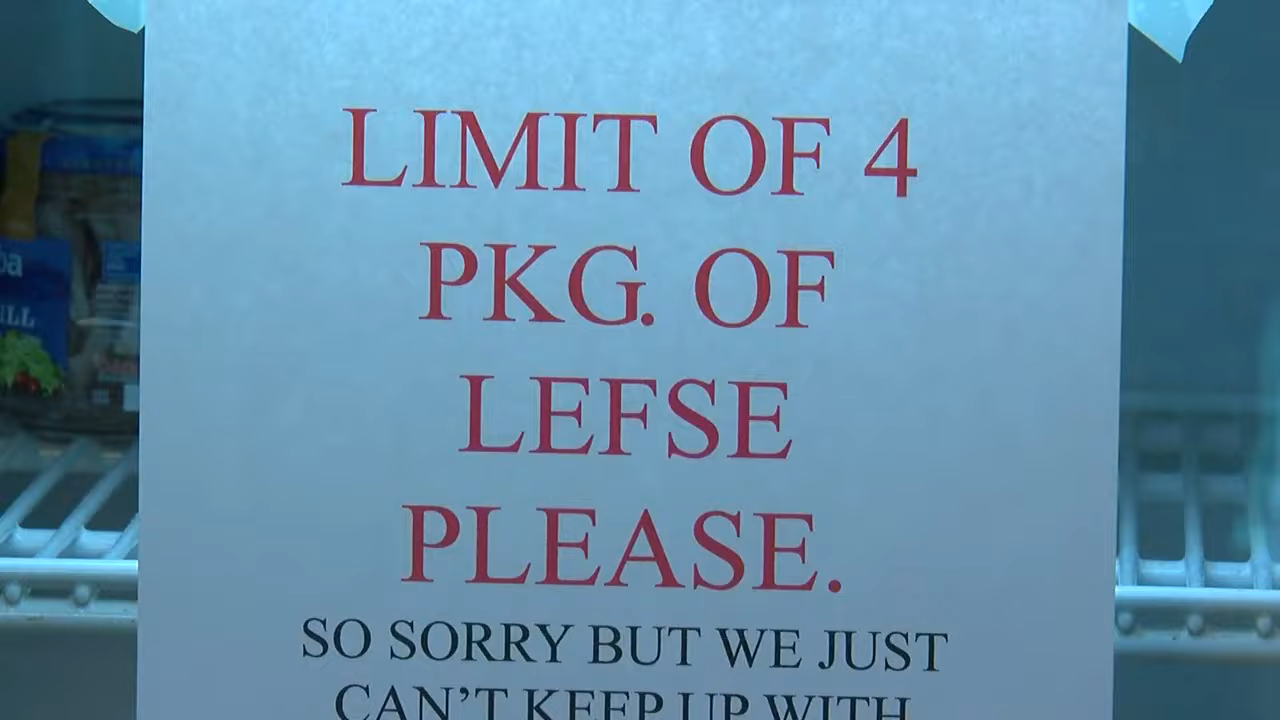 LIMIT OF 4
PKG. OF
LEFSE
PLEASE.
SO SORRY BUT WE JUST
CAN'T KEEP UP WITH